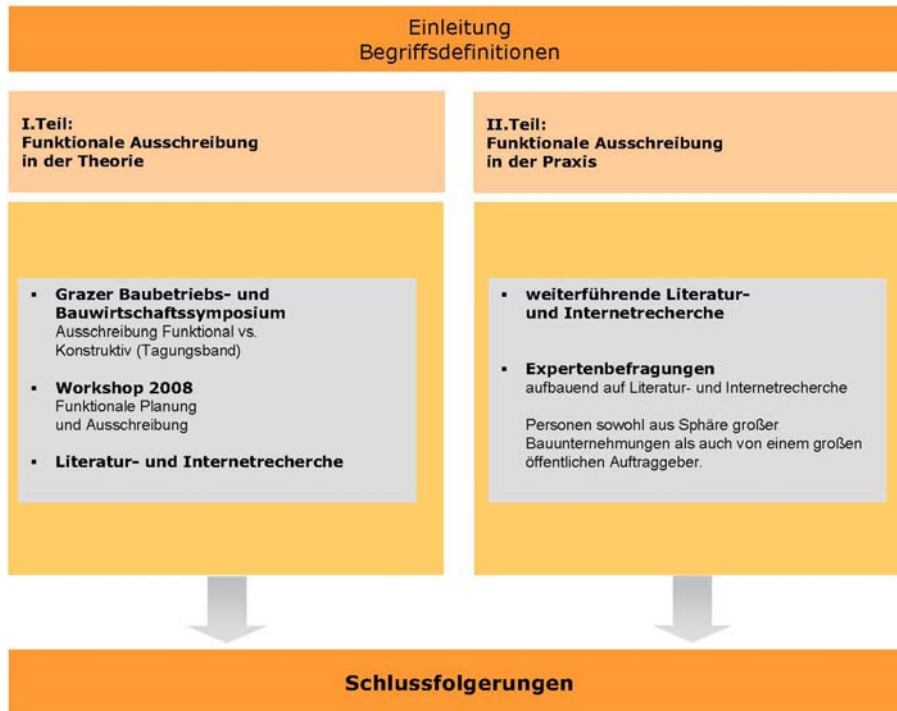 Einleitung
Begriffsdefinitionen
I.Teil:
Funktionale Ausschreibung
in der Theorie
▪ Grazer Baubetriebs- und
Bauwirtschaftssymposium
Ausschreibung Funktional vs.
Konstruktiv (Tagungsband)
▪ Workshop 2008
Funktionale Planung
und Ausschreibung
▪ Literatur- und Internetrecherche
II.Teil:
Funktionale Ausschreibung
in der Praxis
▪ weiterführende Literatur-
und Internetrecherche
▪ Expertenbefragungen
aufbauend auf Literatur- und Internetrecherche
Personen sowohl aus Sphäre großer
Bauunternehmungen als auch von einem großen
öffentlichen Auftraggeber.
Schlussfolgerungen